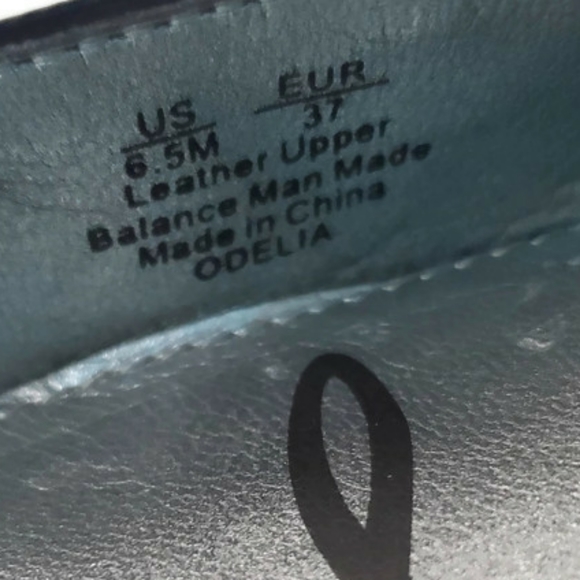 US EUR
6.5M 37
Leather Upper
Balance Man Made
Made in China
ODELIA